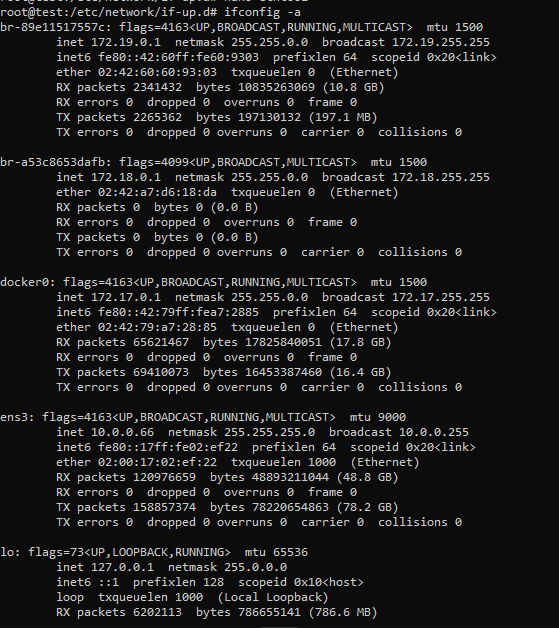 root@test:/etc/network/if-up.d# ifconfig -a
br-89e11517557c: flags=4163<UP,BROADCAST,RUNNING,MULTICAST>  mtu 1500
        inet 172.19.0.1  netmask 255.255.0.0  broadcast 172.19.255.255
        inet6 fe80::42:60ff:fe60:9303  prefixlen 64  scopeid 0x20<link>
        ether 02:42:60:60:93:03  txqueuelen 0  (Ethernet)
        RX packets 2341432  bytes 10835263069 (10.8 GB)
        RX errors 0  dropped 0  overruns 0  frame 0
        TX packets 2265362  bytes 197130132 (197.1 MB)
        TX errors 0  dropped 0 overruns 0  carrier 0  collisions 0

br-a53c8653dafb: flags=4099<UP,BROADCAST,MULTICAST>  mtu 1500
        inet 172.18.0.1  netmask 255.255.0.0  broadcast 172.18.255.255
        ether 02:42:a7:d6:18:da  txqueuelen 0  (Ethernet)
        RX packets 0  bytes 0 (0.0 B)
        RX errors 0  dropped 0  overruns 0  frame 0
        TX packets 0  bytes 0 (0.0 B)
        TX errors 0  dropped 0 overruns 0  carrier 0  collisions 0

docker0: flags=4163<UP,BROADCAST,RUNNING,MULTICAST>  mtu 1500
        inet 172.17.0.1  netmask 255.255.0.0  broadcast 172.17.255.255
        inet6 fe80::42:79ff:fea7:2885  prefixlen 64  scopeid 0x20<link>
        ether 02:42:79:a7:28:85  txqueuelen 0  (Ethernet)
        RX packets 65621467  bytes 17825840051 (17.8 GB)
        RX errors 0  dropped 0  overruns 0  frame 0
        TX packets 69410073  bytes 16453387460 (16.4 GB)
        TX errors 0  dropped 0 overruns 0  carrier 0  collisions 0

ens3: flags=4163<UP,BROADCAST,RUNNING,MULTICAST>  mtu 9000
        inet 10.0.0.66  netmask 255.255.255.0  broadcast 10.0.0.255
        inet6 fe80::17ff:fe02:ef22  prefixlen 64  scopeid 0x20<link>
        ether 02:00:17:02:ef:22  txqueuelen 1000  (Ethernet)
        RX packets 120976659  bytes 48893211044 (48.8 GB)
        RX errors 0  dropped 0  overruns 0  frame 0
        TX packets 158857374  bytes 78220654863 (78.2 GB)
        TX errors 0  dropped 0 overruns 0  carrier 0  collisions 0

lo: flags=73<UP,LOOPBACK,RUNNING>  mtu 65536
        inet 127.0.0.1  netmask 255.0.0.0
        inet6 ::1  prefixlen 128  scopeid 0x10<host>
        loop  txqueuelen 1000  (Local Loopback)
        RX packets 6202113  bytes 786655141 (786.6 MB)